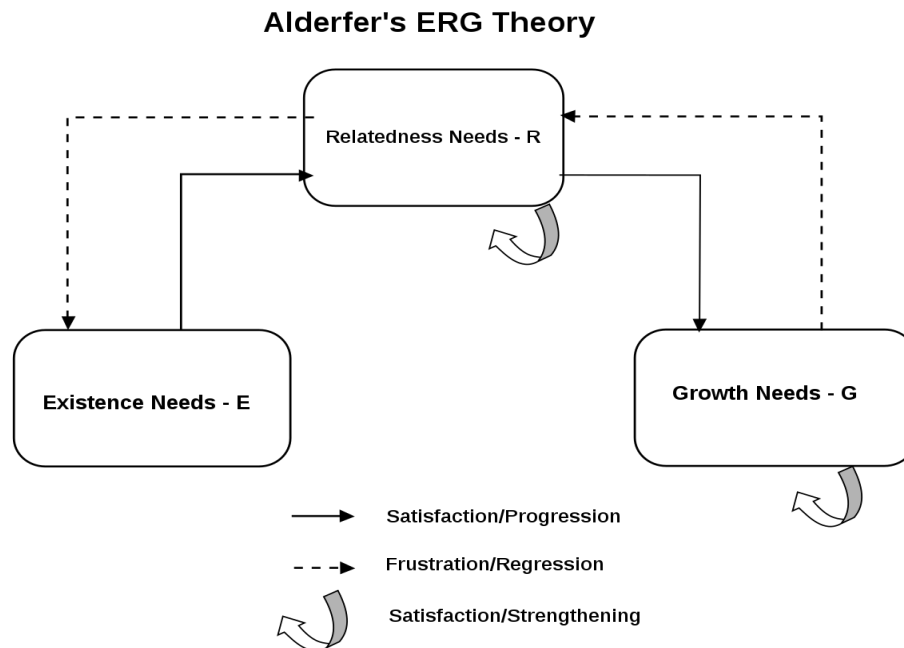 Alderfer's ERG Theory
Relatedness Needs - R
Existence Needs - E
Growth Needs - G
Satisfaction/Progression
Frustration/Regression
Satisfaction/Strengthening